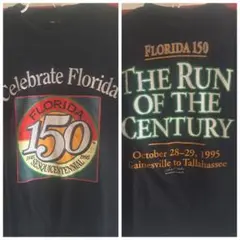 Celebrate Florida
FLORIDA
150
SESQUICENTENNIAL
FLORIDA 150
THE RUN
OF THE
CENTURY
October 28-29, 1995
Gainesville to Tallahassee